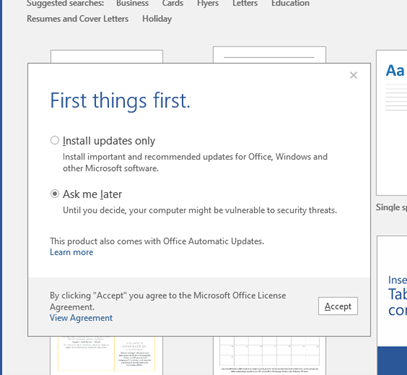 Suggested searches: Business Cards Flyers Letters Education
Resumes and Cover Letters Holiday
First things first.
Install updates only
Install important and recommended updates for Office, Windows and
other Microsoft software.
Ask me later
Until you decide, your computer might be vulnerable to security threats.
This product also comes with Office Automatic Updates.
Learn more
By clicking "Accept" you agree to the Microsoft Office License
Agreement.
View Agreement
Accept
Aa
Single
Inse
Tab